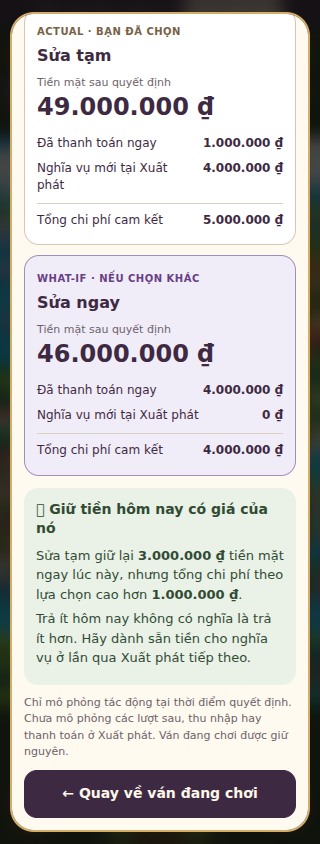 ACTUAL · BẠN ĐÃ CHỌN
Sửa tạm
Tiền mặt sau quyết định
49.000.000 ₫
Đã thanh toán ngay 1.000.000 ₫
Nghĩa vụ mới tại Xuất 4.000.000 ₫
phát
Tổng chi phí cam kết 5.000.000 ₫
WHAT-IF · NẾU CHỌN KHÁC
Sửa ngay
Tiền mặt sau quyết định
46.000.000 ₫
Đã thanh toán ngay 4.000.000 ₫
Nghĩa vụ mới tại Xuất phát 0 ₫
Tổng chi phí cam kết 4.000.000 ₫
Giữ tiền hôm nay có giá của
nó
Sửa tạm giữ lại 3.000.000 ₫ tiền mặt
ngay lúc này, nhưng tổng chi phí theo
lựa chọn cao hơn 1.000.000 ₫.
Trả ít hôm nay không có nghĩa là trả
ít hơn. Hãy dành sẵn tiền cho nghĩa
vụ ở lần qua Xuất phát tiếp theo.
Chỉ mô phỏng tác động tại thời điểm quyết định.
Chưa mô phỏng các lượt sau, thu nhập hay
thanh toán ở Xuất phát. Ván đang chơi được giữ
nguyên.
← Quay về ván đang chơi